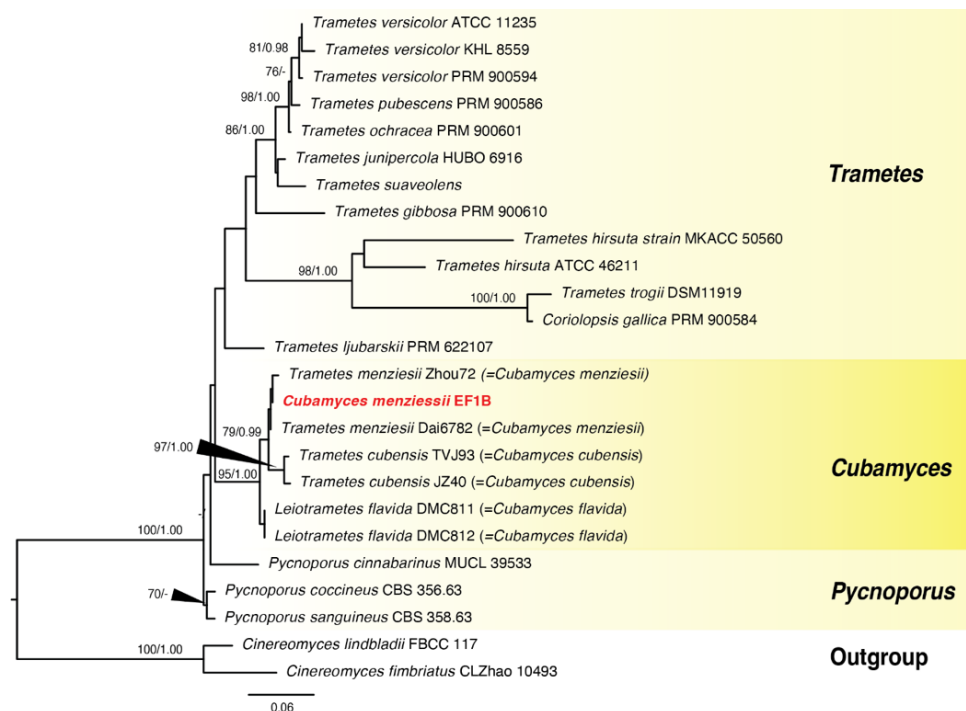 Trametes versicolor ATCC 11235
81/0.98
Trametes versicolor KHL 8559
76/-
Trametes versicolor PRM 900594
98/1.00
Trametes pubescens PRM 900586
86/1.00
Trametes ochracea PRM 900601
Trametes junipercola HUBO 6916
Trametes
Trametes suaveolens
Trametes gibbosa PRM 900610
Trametes hirsuta strain MKACC 50560
98/1.00
Trametes hirsuta ATCC 46211
100/1.00
Trametes trogii DSM11919
Coriolopsis gallica PRM 900584
Trametes ljubarskii PRM 622107
Trametes menziesii Zhou72 (=Cubamyces menziesii)
Cubamyces menziessii EF1B
79/0.99
Trametes menziesii Dai6782 (=Cubamyces menziesii)
97/1.00
Trametes cubensis TVJ93 (=Cubamyces cubensis)
Cubamyces
95/1.00
Trametes cubensis JZ40 (=Cubamyces cubensis)
Leiotrametes flavida DMC811 (=Cubamyces flavida)
100/1.00
Leiotrametes flavida DMC812 (=Cubamyces flavida)
Pycnoporus cinnabarinus MUCL 39533
70/-
Pycnoporus coccineus CBS 356.63
Pycnoporus
Pycnoporus sanguineus CBS 358.63
100/1.00
Cinereomyces lindbladii FBCC 117
Outgroup
Cinereomyces fimbriatus CLZhao 10493
0.06